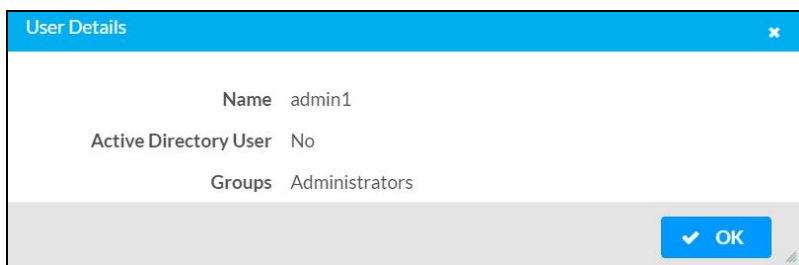 User Details
Name admin1
Active Directory User No
Groups Administrators
OK